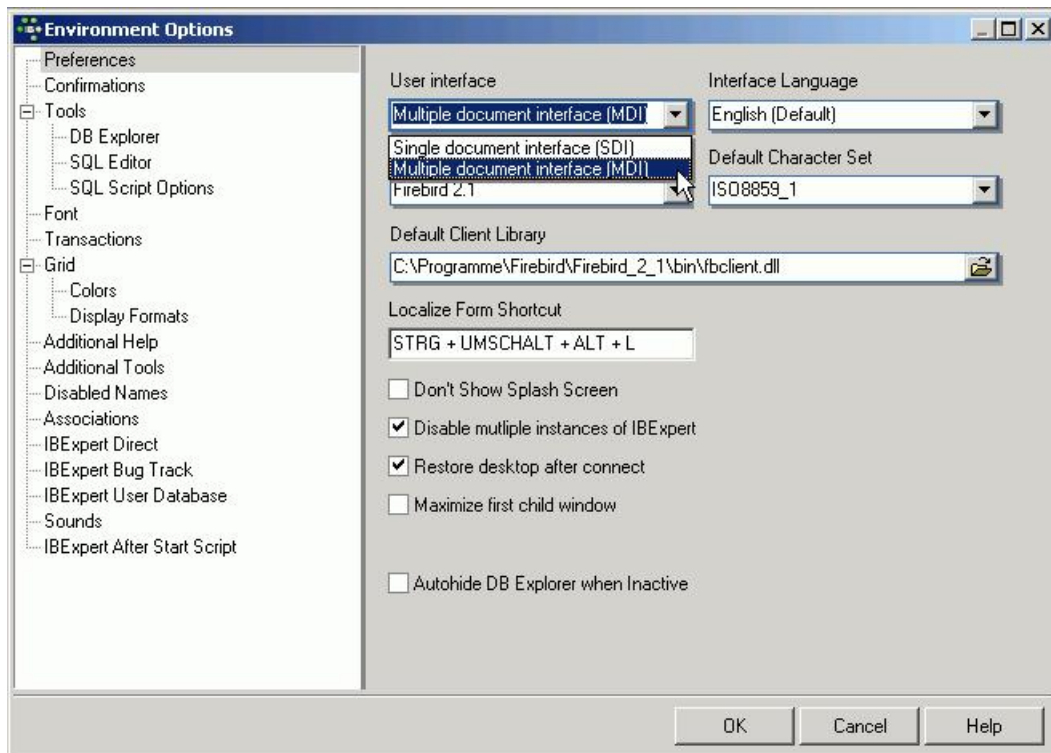 Environment Options
Preferences
Confirmations
Tools
DB Explorer
SQL Editor
SQL Script Options
Font
Transactions
Grid
Colors
Display Formats
Additional Help
Additional Tools
Disabled Names
Associations
IBExpert Direct
IBExpert Bug Track
IBExpert User Database
Sounds
IBExpert After Start Script
User interface
Multiple document interface (MDI)
Single document interface (SDI)
Multiple document interface (MDI)
Firebird 2.1
Interface Language
English (Default)
Default Character Set
ISO8859_1
Default Client Library
C:\Programme\Firebird\Firebird_2_1\bin\fbclient.dll
Localize Form Shortcut
STRG + UMSCHALT + ALT + L
Don't Show Splash Screen
Disable mutliple instances of IBExpert
Restore desktop after connect
Maximize first child window
Autohide DB Explorer when Inactive
OK
Cancel
Help